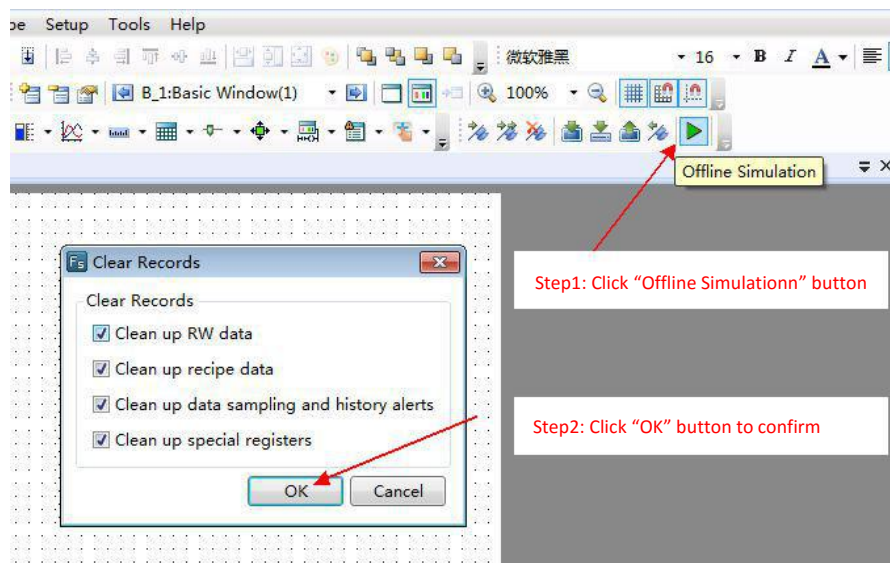 pe Setup Tools Help
微软雅黑 16 B I A
B_1:Basic Window(1) 100%
Offline Simulation
Fs Clear Records
Clear Records
Clean up RW data
Clean up recipe data
Clean up data sampling and history alerts
Clean up special registers
OK Cancel
Step1: Click “Offline Simulationn” button
Step2: Click “OK” button to confirm